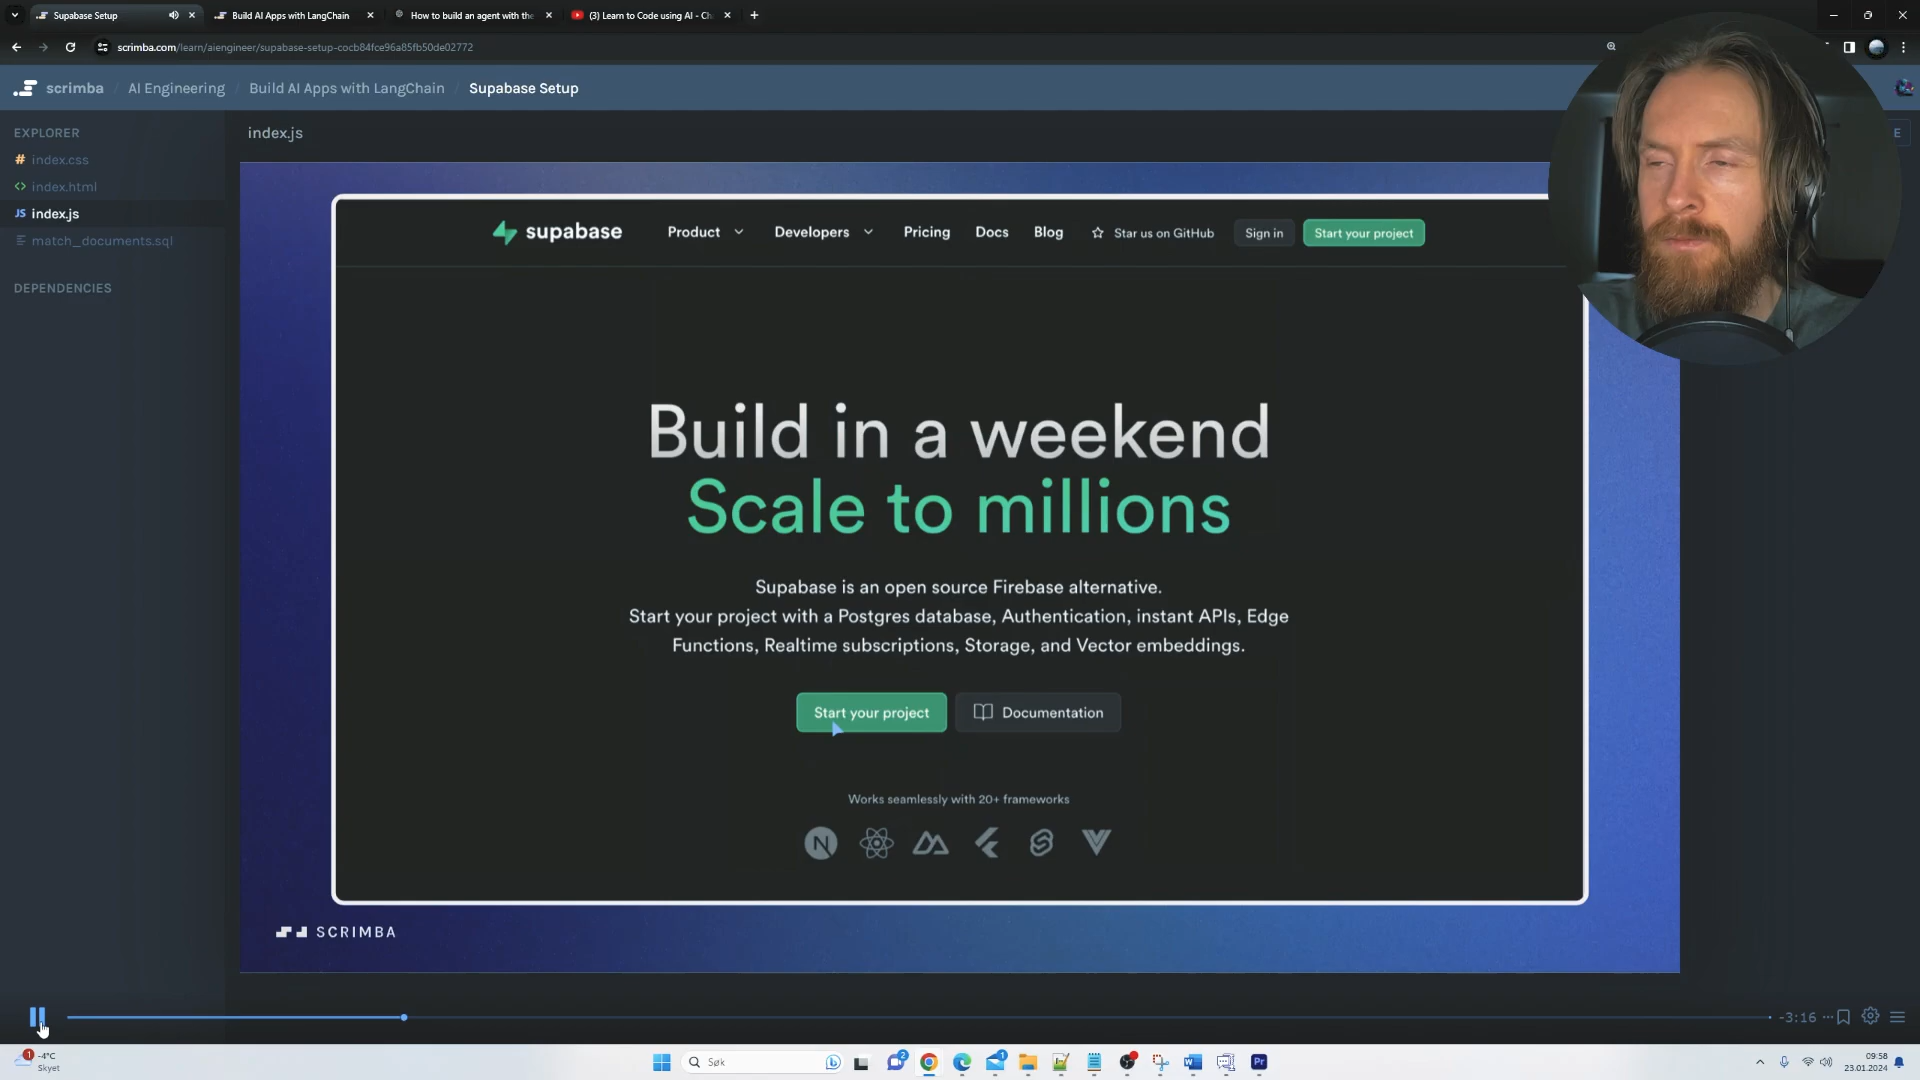 Supabase Setup
Build AI Apps with LangChain
How to build an agent with the
(3) Learn to Code using AI - Ch
scrimba.com/learn/aiengineer/supabase-setup-cocb84fce96a85fb50de02772
scrimba / AI Engineering / Build AI Apps with LangChain / Supabase Setup
EXPLORER
# index.css
<> index.html
JS index.js
match_documents.sql
DEPENDENCIES
index.js
E
supabase
Product
Developers
Pricing
Docs
Blog
Star us on GitHub
Sign in
Start your project
Build in a weekend
Scale to millions
Supabase is an open source Firebase alternative.
Start your project with a Postgres database, Authentication, instant APIs, Edge
Functions, Realtime subscriptions, Storage, and Vector embeddings.
Start your project
Documentation
Works seamlessly with 20+ frameworks
N
SCRIMBA
-3:16
1
-4°C
Skyet
Søk
2
1
Pr
09:58
23.01.2024